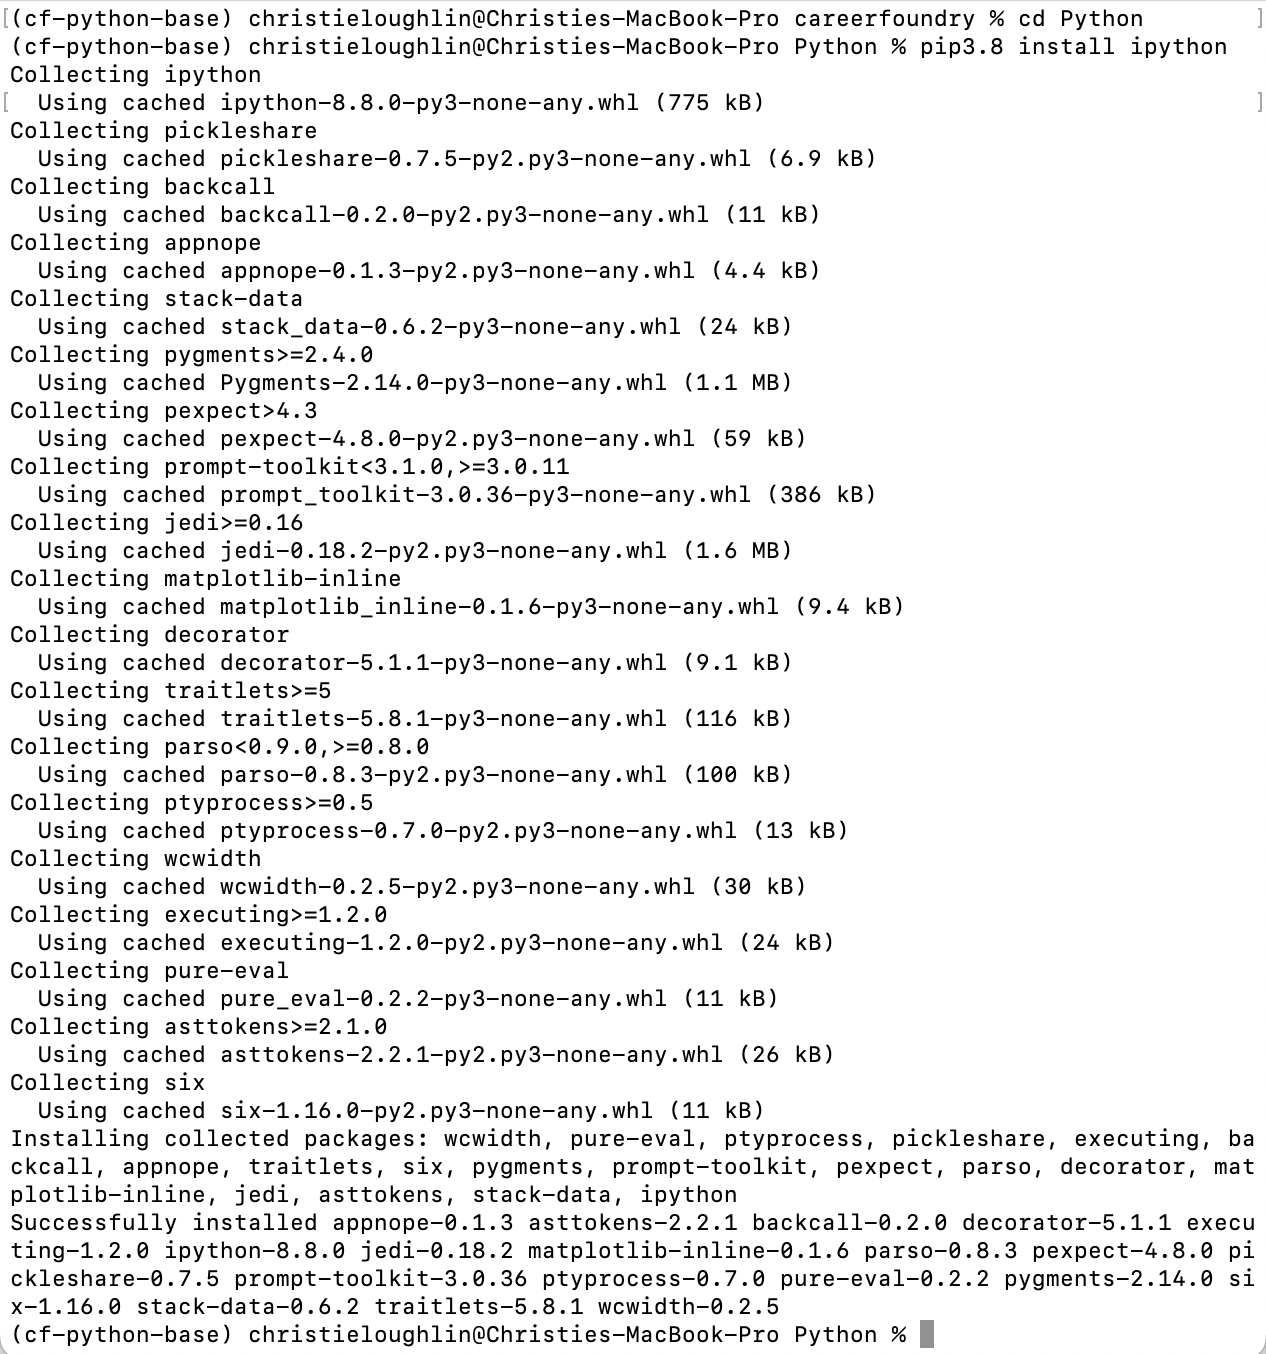 [(cf-python-base) christieloughlin@Christies-MacBook-Pro careerfoundry % cd Python ]
(cf-python-base) christieloughlin@Christies-MacBook-Pro Python % pip3.8 install ipython
Collecting ipython
[  Using cached ipython-8.8.0-py3-none-any.whl (775 kB) ]
Collecting pickleshare
  Using cached pickleshare-0.7.5-py2.py3-none-any.whl (6.9 kB)
Collecting backcall
  Using cached backcall-0.2.0-py2.py3-none-any.whl (11 kB)
Collecting appnope
  Using cached appnope-0.1.3-py2.py3-none-any.whl (4.4 kB)
Collecting stack-data
  Using cached stack_data-0.6.2-py3-none-any.whl (24 kB)
Collecting pygments>=2.4.0
  Using cached Pygments-2.14.0-py3-none-any.whl (1.1 MB)
Collecting pexpect>4.3
  Using cached pexpect-4.8.0-py2.py3-none-any.whl (59 kB)
Collecting prompt-toolkit<3.1.0,>=3.0.11
  Using cached prompt_toolkit-3.0.36-py3-none-any.whl (386 kB)
Collecting jedi>=0.16
  Using cached jedi-0.18.2-py2.py3-none-any.whl (1.6 MB)
Collecting matplotlib-inline
  Using cached matplotlib_inline-0.1.6-py3-none-any.whl (9.4 kB)
Collecting decorator
  Using cached decorator-5.1.1-py3-none-any.whl (9.1 kB)
Collecting traitlets>=5
  Using cached traitlets-5.8.1-py3-none-any.whl (116 kB)
Collecting parso<0.9.0,>=0.8.0
  Using cached parso-0.8.3-py2.py3-none-any.whl (100 kB)
Collecting ptyprocess>=0.5
  Using cached ptyprocess-0.7.0-py2.py3-none-any.whl (13 kB)
Collecting wcwidth
  Using cached wcwidth-0.2.5-py2.py3-none-any.whl (30 kB)
Collecting executing>=1.2.0
  Using cached executing-1.2.0-py2.py3-none-any.whl (24 kB)
Collecting pure-eval
  Using cached pure_eval-0.2.2-py3-none-any.whl (11 kB)
Collecting asttokens>=2.1.0
  Using cached asttokens-2.2.1-py2.py3-none-any.whl (26 kB)
Collecting six
  Using cached six-1.16.0-py2.py3-none-any.whl (11 kB)
Installing collected packages: wcwidth, pure-eval, ptyprocess, pickleshare, executing, ba
ckcall, appnope, traitlets, six, pygments, prompt-toolkit, pexpect, parso, decorator, mat
plotlib-inline, jedi, asttokens, stack-data, ipython
Successfully installed appnope-0.1.3 asttokens-2.2.1 backcall-0.2.0 decorator-5.1.1 execu
ting-1.2.0 ipython-8.8.0 jedi-0.18.2 matplotlib-inline-0.1.6 parso-0.8.3 pexpect-4.8.0 pi
ckleshare-0.7.5 prompt-toolkit-3.0.36 ptyprocess-0.7.0 pure-eval-0.2.2 pygments-2.14.0 si
x-1.16.0 stack-data-0.6.2 traitlets-5.8.1 wcwidth-0.2.5
(cf-python-base) christieloughlin@Christies-MacBook-Pro Python %